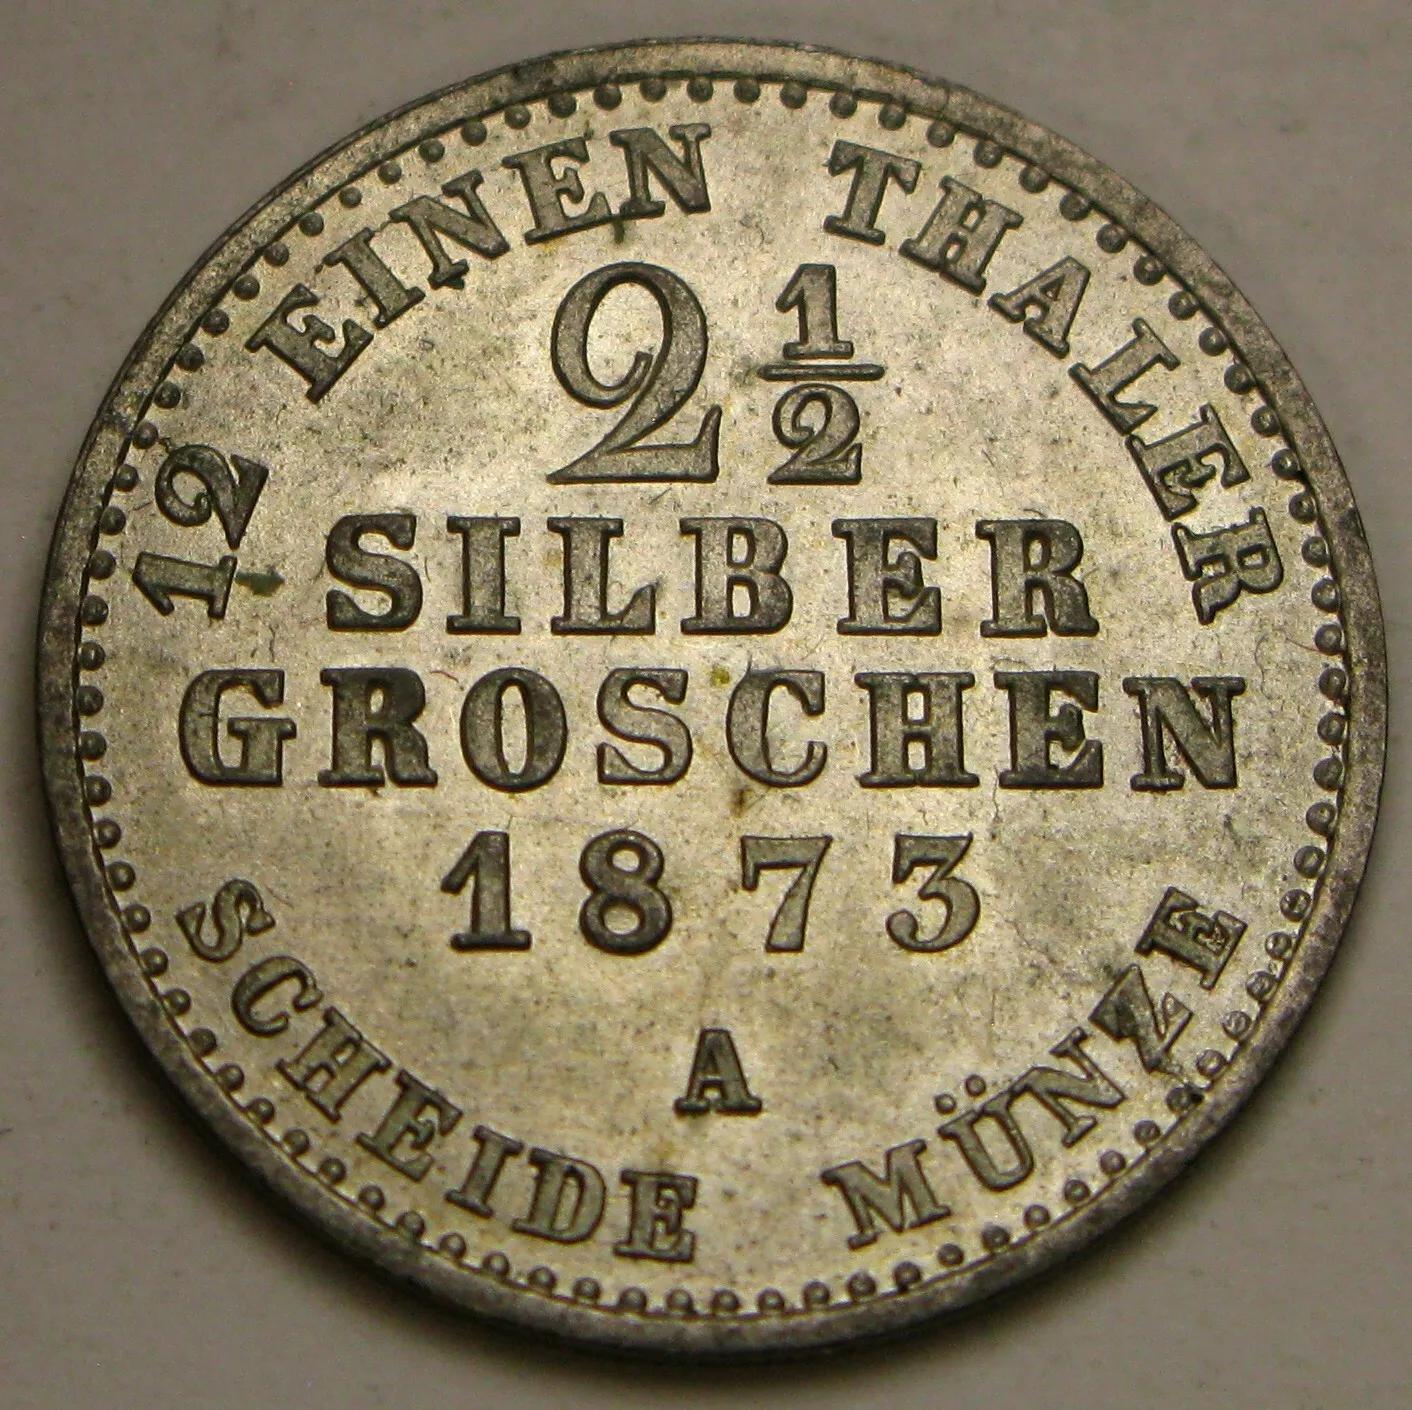 12 EINEN THALER
2 1/2
SILBER
GROSCHEN
1873
A
SCHEIDE MÜNZE